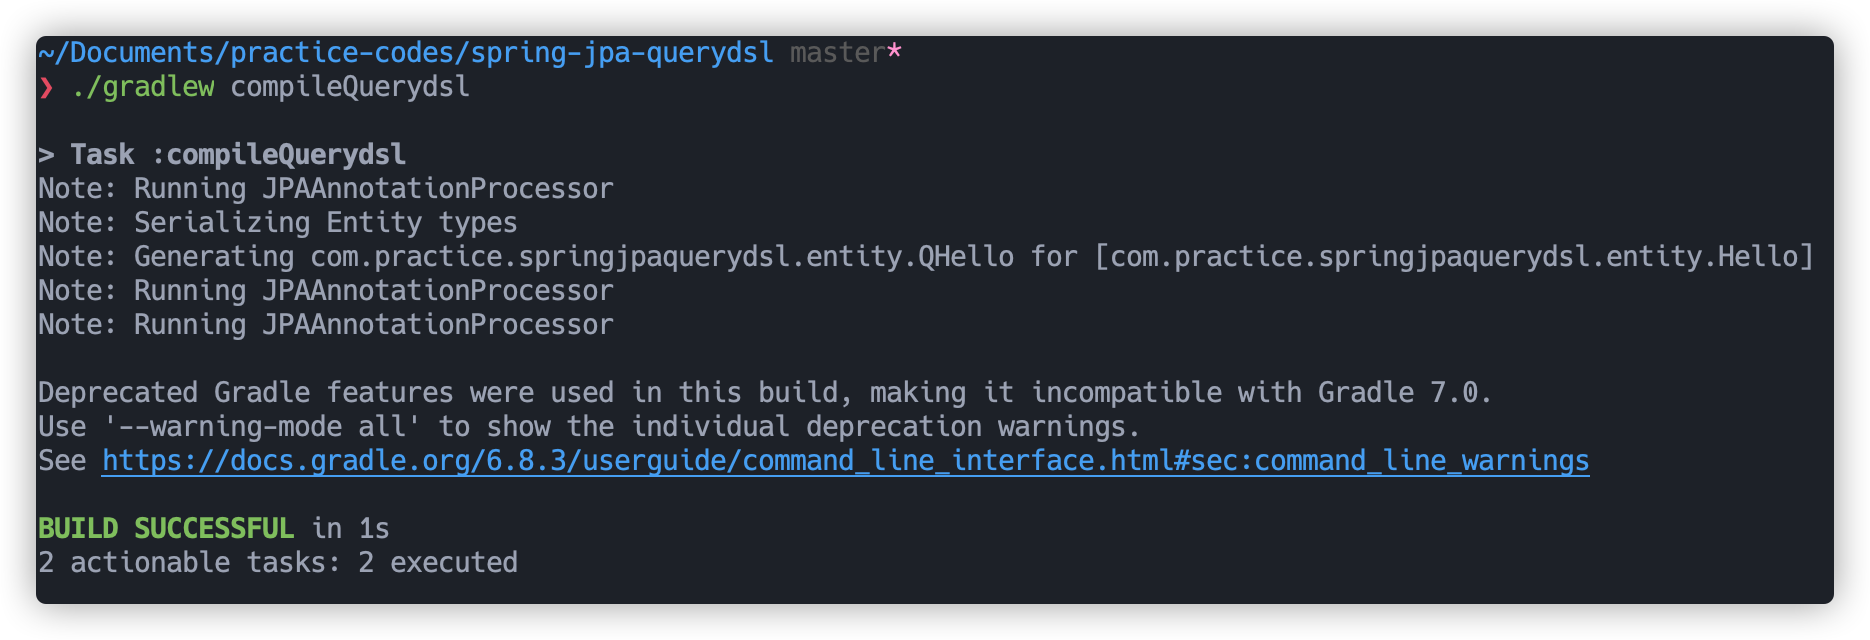 ~/Documents/practice-codes/spring-jpa-querydsl master*
❯ ./gradlew compileQuerydsl
> Task :compileQuerydsl
Note: Running JPAAnnotationProcessor
Note: Serializing Entity types
Note: Generating com.practice.springjpaquerydsl.entity.QHello for [com.practice.springjpaquerydsl.entity.Hello]
Note: Running JPAAnnotationProcessor
Note: Running JPAAnnotationProcessor
Deprecated Gradle features were used in this build, making it incompatible with Gradle 7.0.
Use '--warning-mode all' to show the individual deprecation warnings.
See https://docs.gradle.org/6.8.3/userguide/command_line_interface.html#sec:command_line_warnings
BUILD SUCCESSFUL in 1s
2 actionable tasks: 2 executed